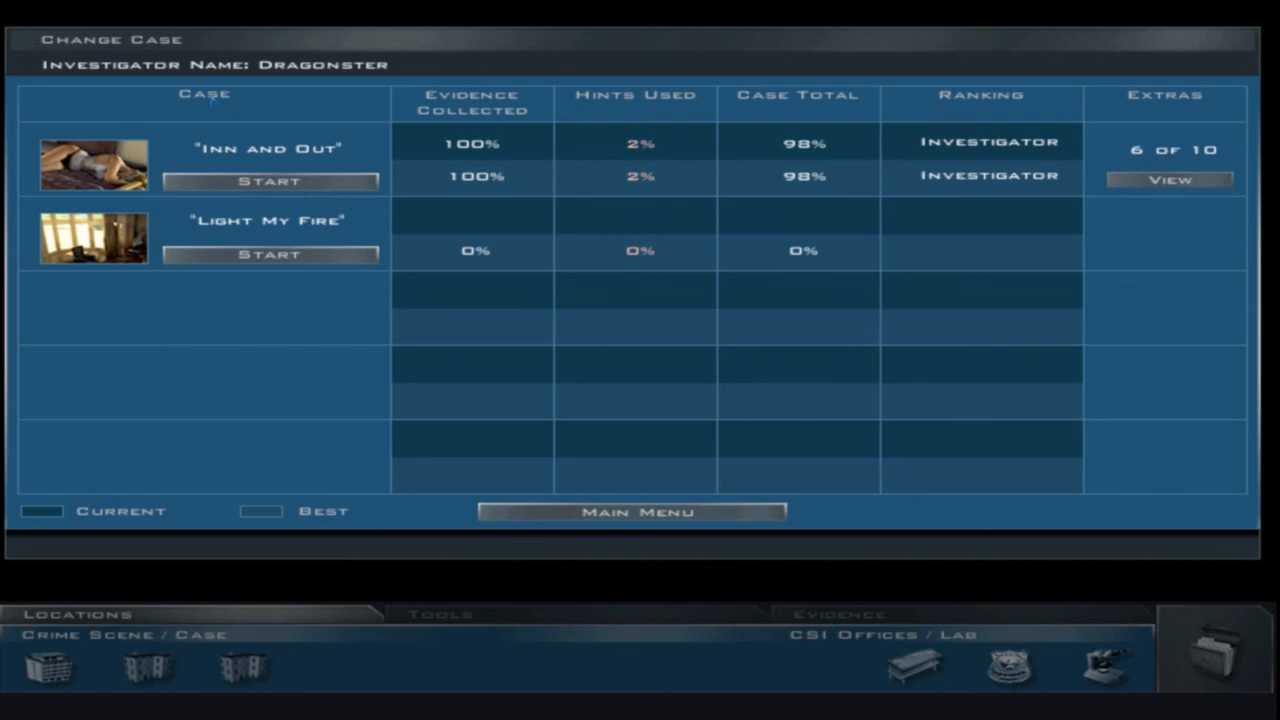 Change Case
Investigator Name: Dragonster
Case
Evidence Collected
Hints Used
Case Total
Ranking
Extras
"Inn and Out"
Start
100%
2%
98%
Investigator
100%
2%
98%
Investigator
6 of 10
View
"Light My Fire"
Start
0%
0%
0%
Current
Best
Main Menu
Locations
Tools
Evidence
Crime Scene / Case
CSI Offices / Lab